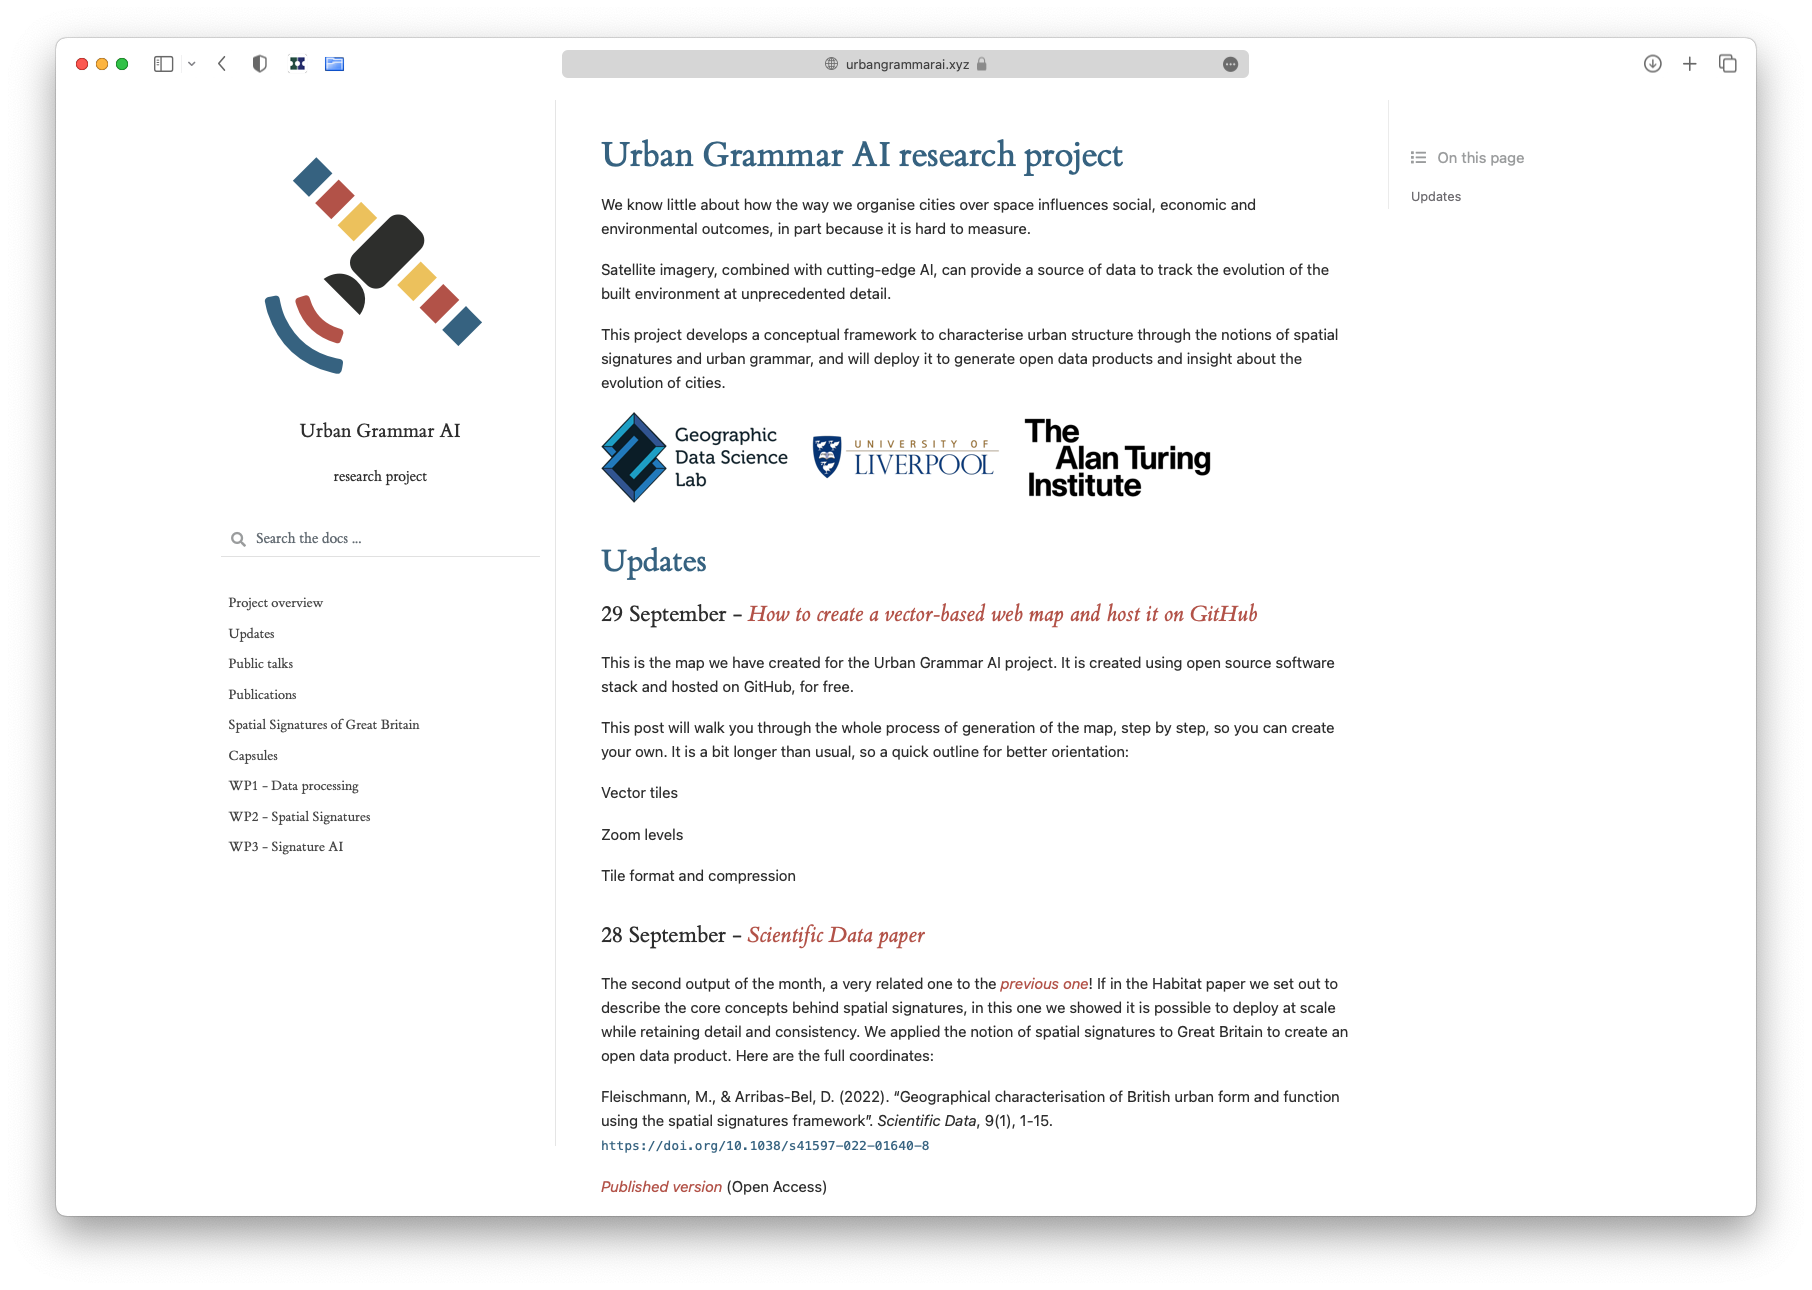 urbangrammarai.xyz
Urban Grammar AI
research project
Search the docs ...
Project overview
Updates
Public talks
Publications
Spatial Signatures of Great Britain
Capsules
WP1 - Data processing
WP2 - Spatial Signatures
WP3 - Signature AI
Urban Grammar AI research project
We know little about how the way we organise cities over space influences social, economic and
environmental outcomes, in part because it is hard to measure.
Satellite imagery, combined with cutting-edge AI, can provide a source of data to track the evolution of the
built environment at unprecedented detail.
This project develops a conceptual framework to characterise urban structure through the notions of spatial
signatures and urban grammar, and will deploy it to generate open data products and insight about the
evolution of cities.
Geographic
Data Science
Lab
UNIVERSITY OF
LIVERPOOL
The
Alan Turing
Institute
Updates
29 September - How to create a vector-based web map and host it on GitHub
This is the map we have created for the Urban Grammar AI project. It is created using open source software
stack and hosted on GitHub, for free.
This post will walk you through the whole process of generation of the map, step by step, so you can create
your own. It is a bit longer than usual, so a quick outline for better orientation:
Vector tiles
Zoom levels
Tile format and compression
28 September - Scientific Data paper
The second output of the month, a very related one to the previous one! If in the Habitat paper we set out to
describe the core concepts behind spatial signatures, in this one we showed it is possible to deploy at scale
while retaining detail and consistency. We applied the notion of spatial signatures to Great Britain to create an
open data product. Here are the full coordinates:
Fleischmann, M., & Arribas-Bel, D. (2022). “Geographical characterisation of British urban form and function
using the spatial signatures framework”. Scientific Data, 9(1), 1-15.
https://doi.org/10.1038/s41597-022-01640-8
Published version (Open Access)
On this page
Updates